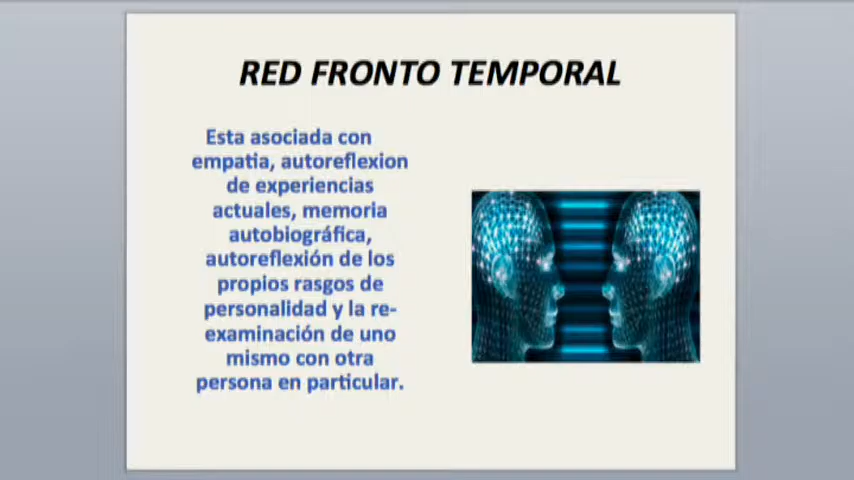 RED FRONTO TEMPORAL
Esta asociada con
empatia, autoreflexion
de experiencias
actuales, memoria
autobiográfica,
autoreflexión de los
propios rasgos de
personalidad y la re-
examinación de uno
mismo con otra
persona en particular.